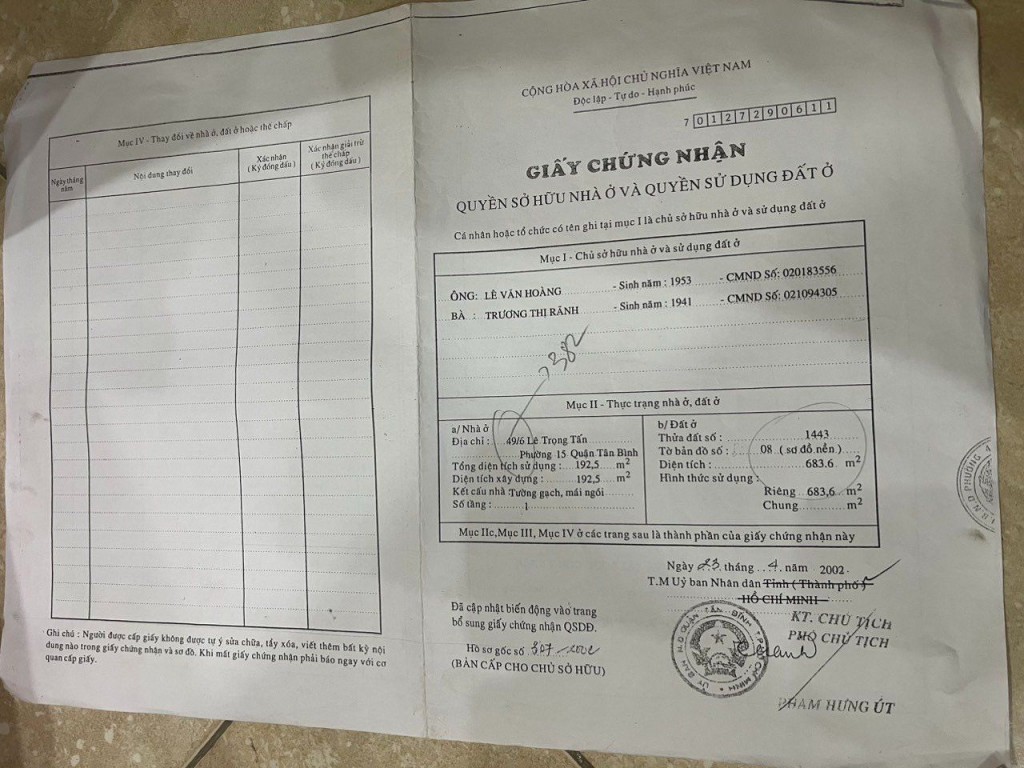 Mục IV - Thay đổi về nhà ở, đất ở hoặc thế chấp
Ngày tháng năm
Nội dung thay đổi
Xác nhận
( Ký đóng dấu )
Xác nhận giải trừ
thế chấp
( Ký đóng dấu )
Ghi chú : Người được cấp giấy không được tự ý sửa chữa, tẩy xóa, viết thêm bất kỳ nội
dung nào trong giấy chứng nhận và sơ đồ. Khi mất giấy chứng nhận phải báo ngay với cơ
quan cấp giấy.
CỘNG HÒA XÃ HỘI CHỦ NGHĨA VIỆT NAM
Độc lập - Tự do - Hạnh phúc
7 0127290611
GIẤY CHỨNG NHẬN
QUYỀN SỞ HỮU NHÀ Ở VÀ QUYỀN SỬ DỤNG ĐẤT Ở
Cá nhân hoặc tổ chức có tên ghi tại mục I là chủ sở hữu nhà ở và sử dụng đất ở
Mục I - Chủ sở hữu nhà ở và sử dụng đất ở
ÔNG: LÊ VĂN HOÀNG - Sinh năm : 1953 - CMND Số: 020183556
BÀ : TRƯƠNG THỊ RÃNH - Sinh năm : 1941 - CMND Số: 021094305
Mục II - Thực trạng nhà ở, đất ở
a/ Nhà ở
Địa chỉ : 49/6 Lê Trọng Tấn
Phường 15 Quận Tân Bình
Tổng diện tích sử dụng : 192,5 m2
Diện tích xây dựng : 192,5 m2
Kết cấu nhà Tường gạch, mái ngói
Số tầng : 1
b/ Đất ở
Thửa đất số : 1443
Tờ bản đồ số : 08 ( sơ đồ nền )
Diện tích : 683.6 m2
Hình thức sử dụng :
Riêng 683,6 m2
Chung m2
Mục IIc,Mục III, Mục IV ở các trang sau là thành phần của giấy chứng nhận này
Ngày 23 tháng 4 năm 2002
T.M Uỷ ban Nhân dân Tỉnh ( Thành phố )
HỒ CHÍ MINH
KT. CHỦ TỊCH
PHÓ CHỦ TỊCH
PHẠM HƯNG ÚT
Đã cập nhật biến động vào trang
bổ sung giấy chứng nhận QSDĐ.
Hồ sơ gốc số
(BẢN CẤP CHO CHỦ SỞ HỮU)